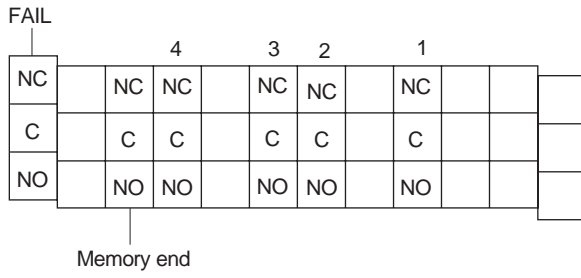 FAIL
4 3 2 1
NC NC NC NC NC NC
C C C C C C
NO NO NO NO NO NO
Memory end